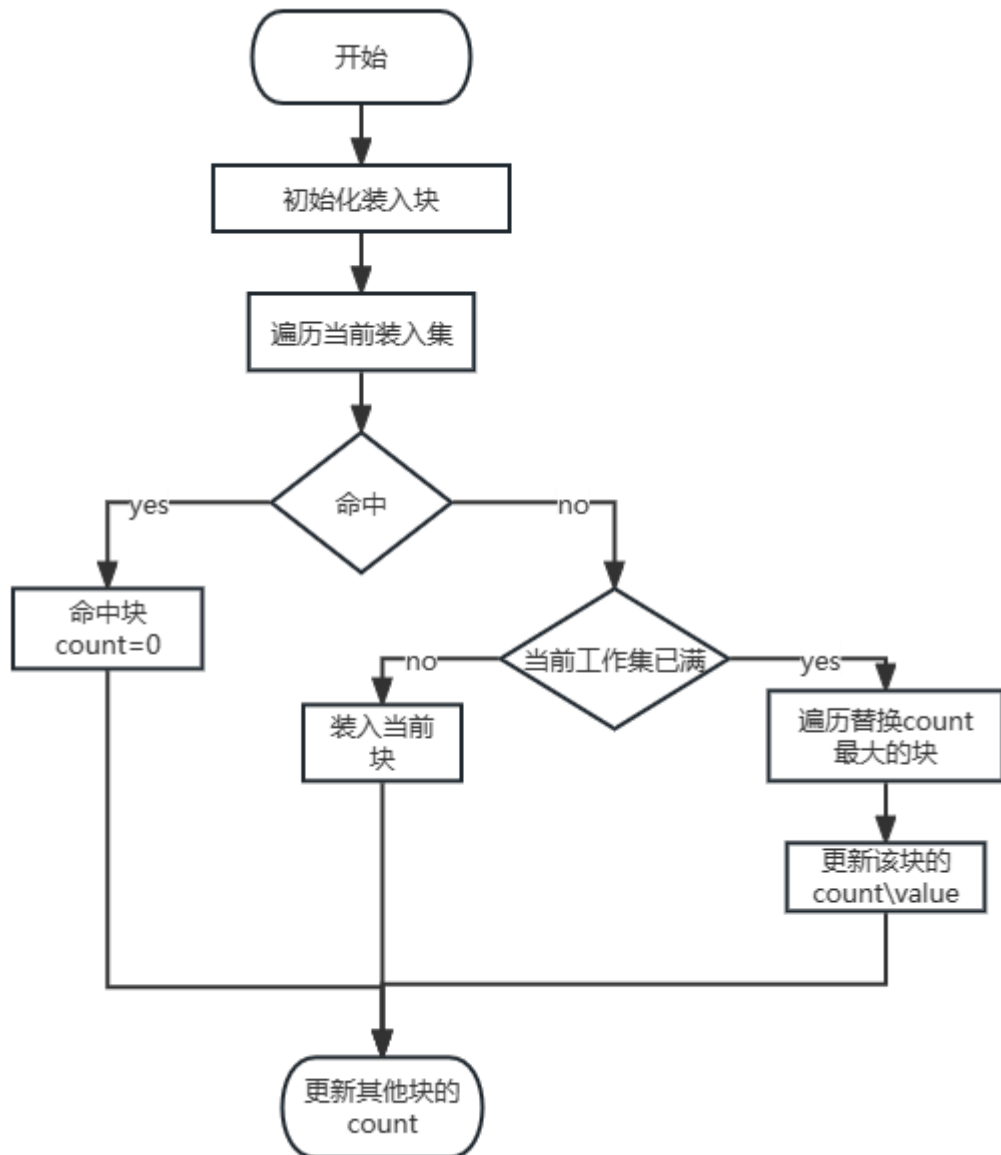 开始
初始化装入块
遍历当前装入集
命中
yes
no
命中块
count=0
当前工作集已满
no
yes
装入当前
块
遍历替换count
最大的块
更新该块的
count\value
更新其他块的
count